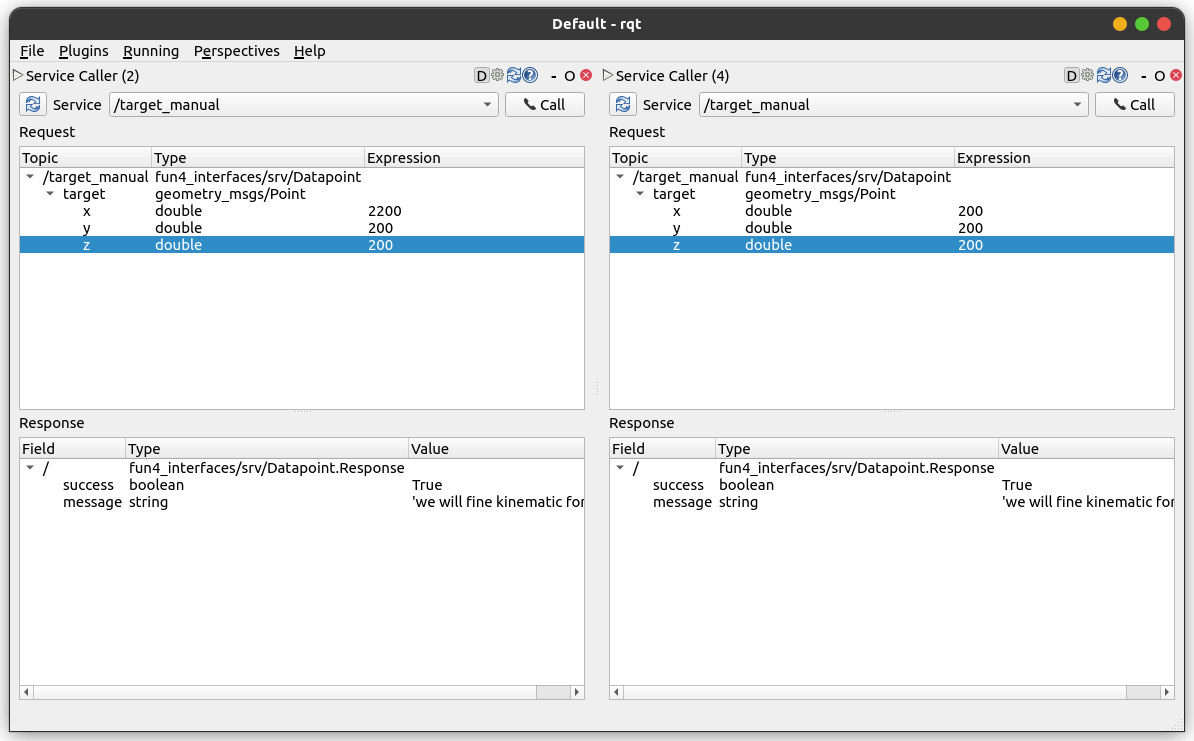 Default - rqt
File Plugins Running Perspectives Help
Service Caller (2)
D ? - O
Service /target_manual Call
Request
Topic Type Expression
/target_manual fun4_interfaces/srv/Datapoint
target geometry_msgs/Point
x double 2200
y double 200
z double 200
Response
Field Type Value
/ fun4_interfaces/srv/Datapoint.Response
success boolean True
message string 'we will fine kinematic for
Service Caller (4)
D ? - O
Service /target_manual Call
Request
Topic Type Expression
/target_manual fun4_interfaces/srv/Datapoint
target geometry_msgs/Point
x double 200
y double 200
z double 200
Response
Field Type Value
/ fun4_interfaces/srv/Datapoint.Response
success boolean True
message string 'we will fine kinematic for